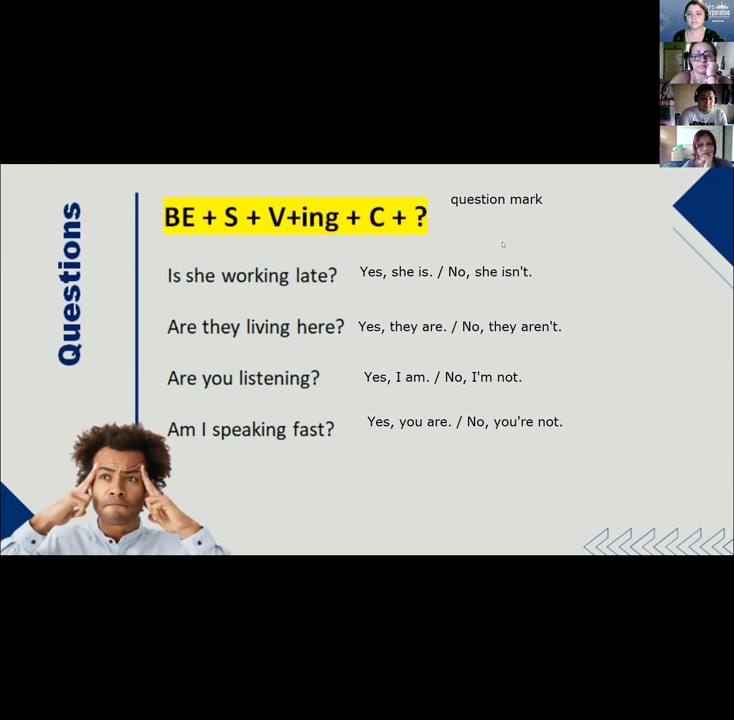 Questions
BE + S + V+ing + C + ?
question mark
Is she working late?
Yes, she is. / No, she isn't.
Are they living here?
Yes, they are. / No, they aren't.
Are you listening?
Yes, I am. / No, I'm not.
Am I speaking fast?
Yes, you are. / No, you're not.